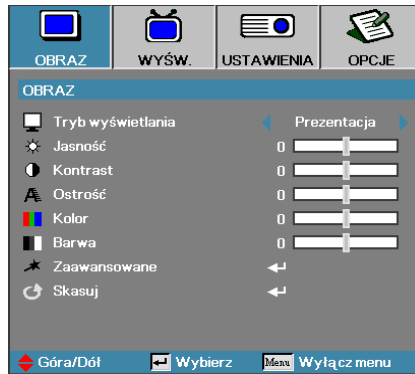 OBRAZ WYŚW. USTAWIENIA OPCJE
OBRAZ
Tryb wyświetlania Prezentacja
Jasność 0
Kontrast 0
Ostrość 0
Kolor 0
Barwa 0
Zaawansowane
Skasuj
Góra/Dół Wybierz Menu Wyłącz menu